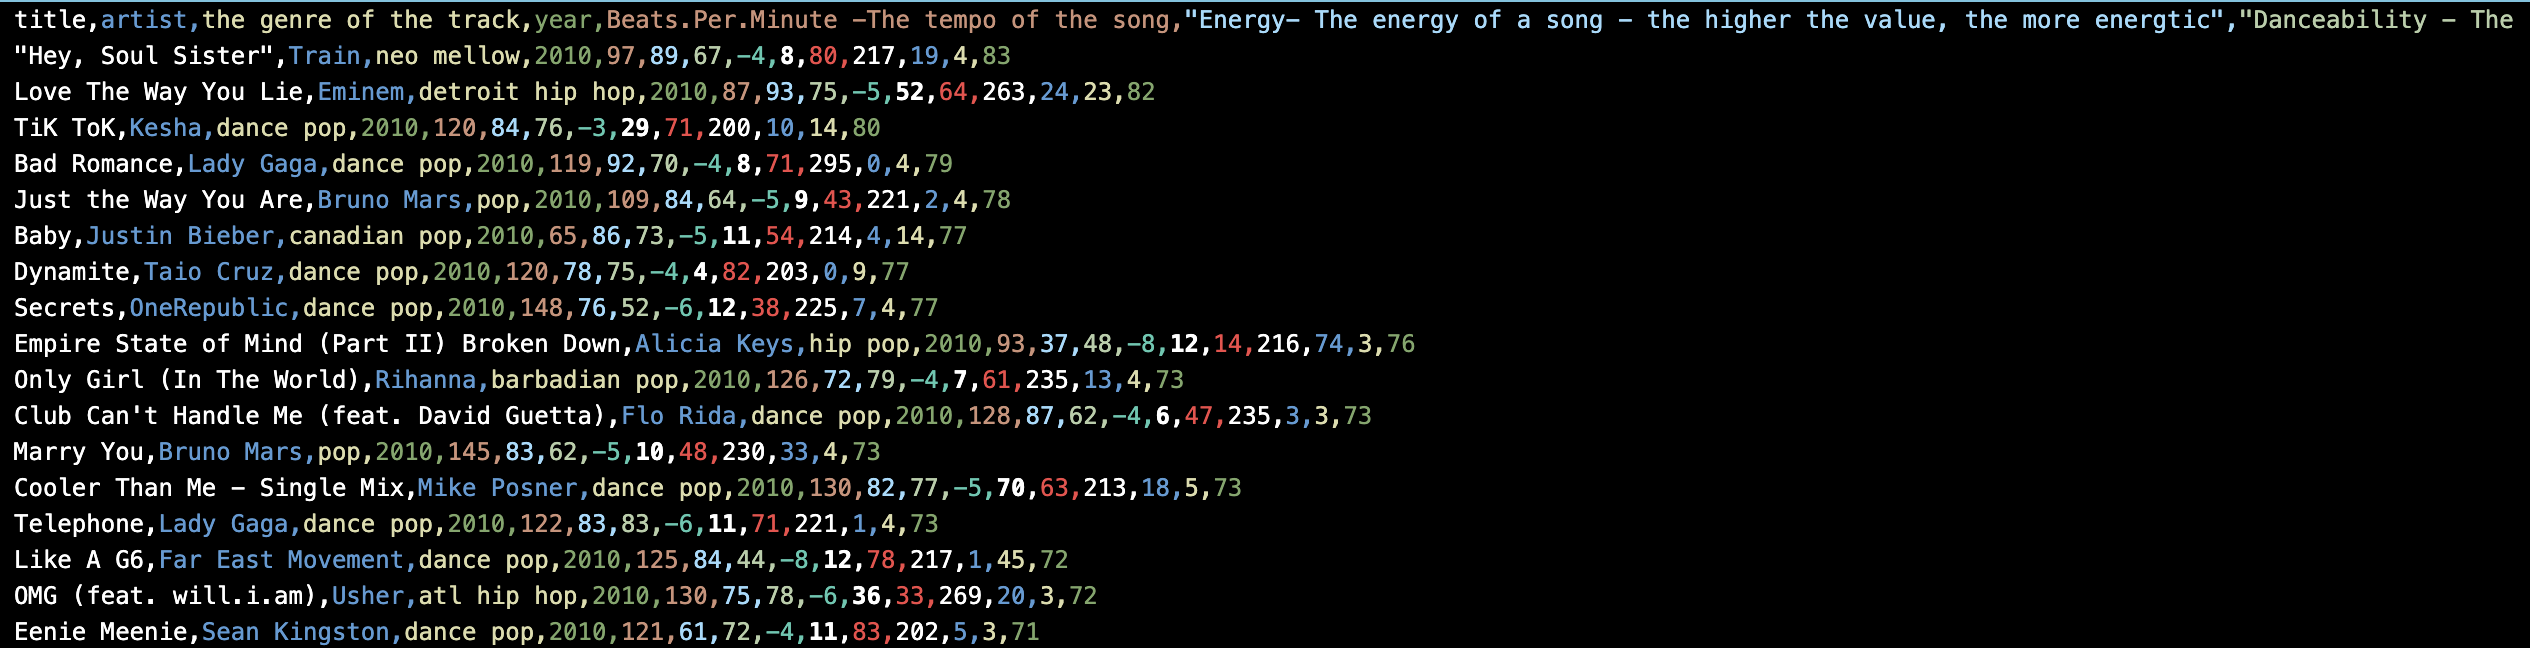 title,artist,the genre of the track,year,Beats.Per.Minute -The tempo of the song,"Energy- The energy of a song - the higher the value, the more energtic","Danceability - The
"Hey, Soul Sister",Train,neo mellow,2010,97,89,67,-4,8,80,217,19,4,83
Love The Way You Lie,Eminem,detroit hip hop,2010,87,93,75,-5,52,64,263,24,23,82
TiK ToK,Kesha,dance pop,2010,120,84,76,-3,29,71,200,10,14,80
Bad Romance,Lady Gaga,dance pop,2010,119,92,70,-4,8,71,295,0,4,79
Just the Way You Are,Bruno Mars,pop,2010,109,84,64,-5,9,43,221,2,4,78
Baby,Justin Bieber,canadian pop,2010,65,86,73,-5,11,54,214,4,14,77
Dynamite,Taio Cruz,dance pop,2010,120,78,75,-4,4,82,203,0,9,77
Secrets,OneRepublic,dance pop,2010,148,76,52,-6,12,38,225,7,4,77
Empire State of Mind (Part II) Broken Down,Alicia Keys,hip pop,2010,93,37,48,-8,12,14,216,74,3,76
Only Girl (In The World),Rihanna,barbadian pop,2010,126,72,79,-4,7,61,235,13,4,73
Club Can't Handle Me (feat. David Guetta),Flo Rida,dance pop,2010,128,87,62,-4,6,47,235,3,3,73
Marry You,Bruno Mars,pop,2010,145,83,62,-5,10,48,230,33,4,73
Cooler Than Me - Single Mix,Mike Posner,dance pop,2010,130,82,77,-5,70,63,213,18,5,73
Telephone,Lady Gaga,dance pop,2010,122,83,83,-6,11,71,221,1,4,73
Like A G6,Far East Movement,dance pop,2010,125,84,44,-8,12,78,217,1,45,72
OMG (feat. will.i.am),Usher,atl hip hop,2010,130,75,78,-6,36,33,269,20,3,72
Eenie Meenie,Sean Kingston,dance pop,2010,121,61,72,-4,11,83,202,5,3,71